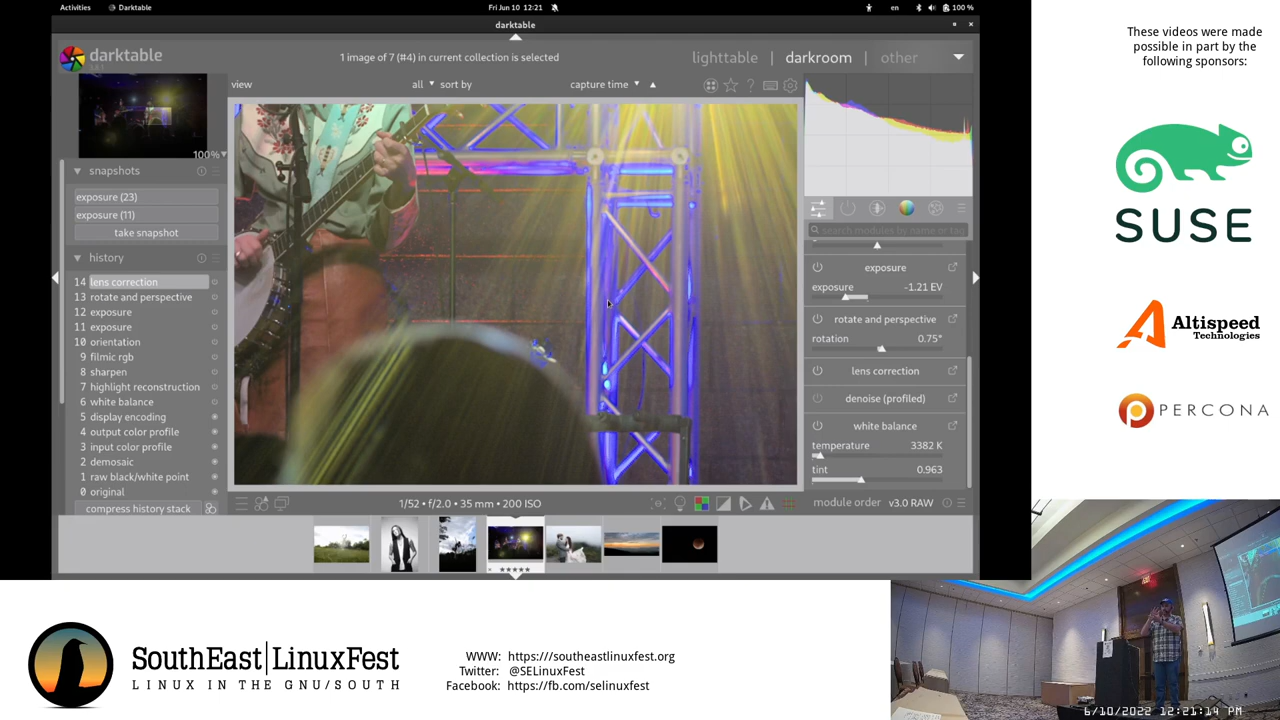 Activities
Darktable
Fri Jun 10 12:21
en
100 %
darktable
darktable
1 image of 7 (#4) in current collection is selected
lighttable | darkroom | other
view
all
sort by
capture time
100%
snapshots
exposure (23)
exposure (11)
take snapshot
history
14 lens correction
13 rotate and perspective
12 exposure
11 exposure
10 orientation
9 filmic rgb
8 sharpen
7 highlight reconstruction
6 white balance
5 display encoding
4 output color profile
3 input color profile
2 demosaic
1 raw black/white point
0 original
compress history stack
1/52 • f/2.0 • 35 mm • 200 ISO
search modules by name or tag
exposure
exposure -1.21 EV
rotate and perspective
rotation 0.75°
lens correction
denoise (profiled)
white balance
temperature 3382 K
tint 0.963
module order v3.0 RAW
These videos were made
possible in part by the
following sponsors:
SUSE
Altispeed
Technologies
PERCONA
SouthEast LinuxFest
LINUX IN THE GNU/SOUTH
WWW: https:///southeastlinuxfest.org
Twitter: @SELinuxFest
Facebook: https://fb.com/selinuxfest
6/10/2022 12:21:14 PM